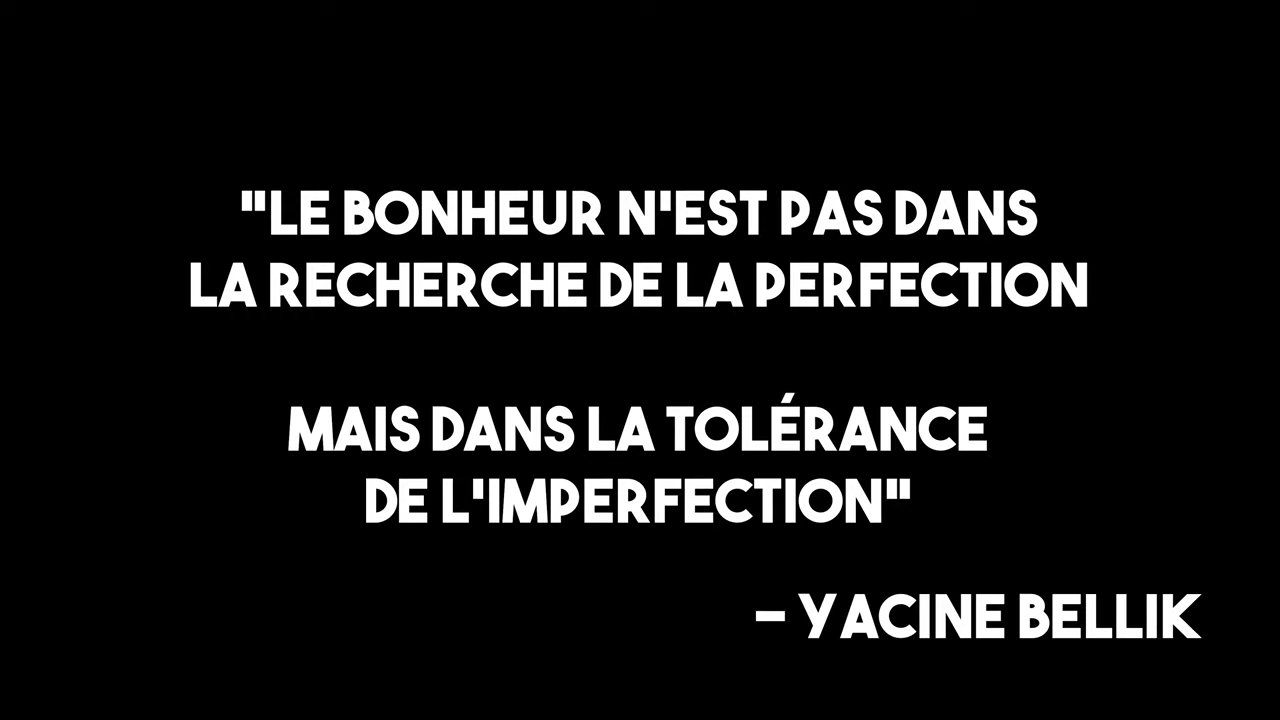 "LE BONHEUR N'EST PAS DANS
LA RECHERCHE DE LA PERFECTION
MAIS DANS LA TOLÉRANCE
DE L'IMPERFECTION"
- YACINE BELLIK